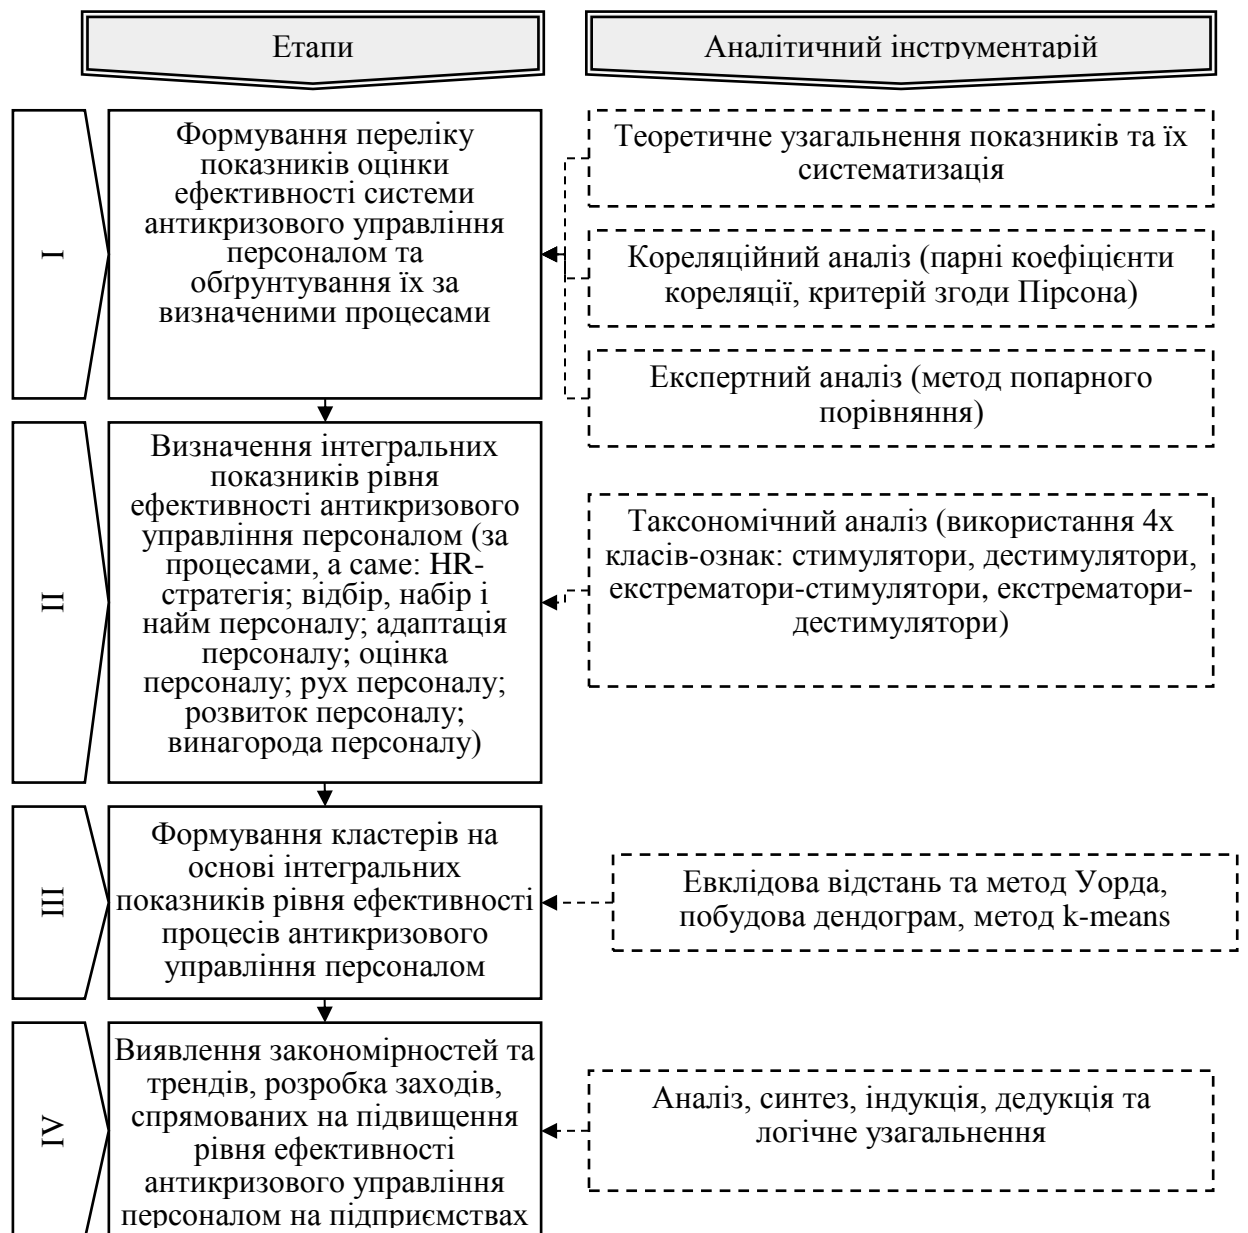 Етапи
Аналітичний інструментарій
I
Формування переліку
показників оцінки
ефективності системи
антикризового управління
персоналом та
обґрунтування їх за
визначеними процесами
Теоретичне узагальнення показників та їх
систематизація
Кореляційний аналіз (парні коефіцієнти
кореляції, критерій згоди Пірсона)
Експертний аналіз (метод попарного
порівняння)
II
Визначення інтегральних
показників рівня
ефективності антикризового
управління персоналом (за
процесами, а саме: HR-
стратегія; відбір, набір і
найм персоналу; адаптація
персоналу; оцінка
персоналу; рух персоналу;
розвиток персоналу;
винагорода персоналу)
Таксономічний аналіз (використання 4х
класів-ознак: стимулятори, дестимулятори,
екстрематори-стимулятори, екстрематори-
дестимулятори)
III
Формування кластерів на
основі інтегральних
показників рівня ефективності
процесів антикризового
управління персоналом
Евклідова відстань та метод Уорда,
побудова дендограм, метод k-means
IV
Виявлення закономірностей та
трендів, розробка заходів,
спрямованих на підвищення
рівня ефективності
антикризового управління
персоналом на підприємствах
Аналіз, синтез, індукція, дедукція та
логічне узагальнення